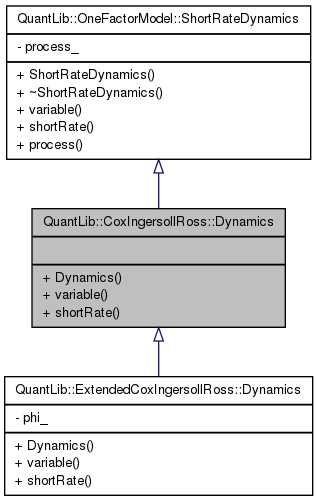 QuantLib::OneFactorModel::ShortRateDynamics
- process_
+ ShortRateDynamics()
+ ~ShortRateDynamics()
+ variable()
+ shortRate()
+ process()
QuantLib::CoxIngersollRoss::Dynamics
+ Dynamics()
+ variable()
+ shortRate()
QuantLib::ExtendedCoxIngersollRoss::Dynamics
- phi_
+ Dynamics()
+ variable()
+ shortRate()